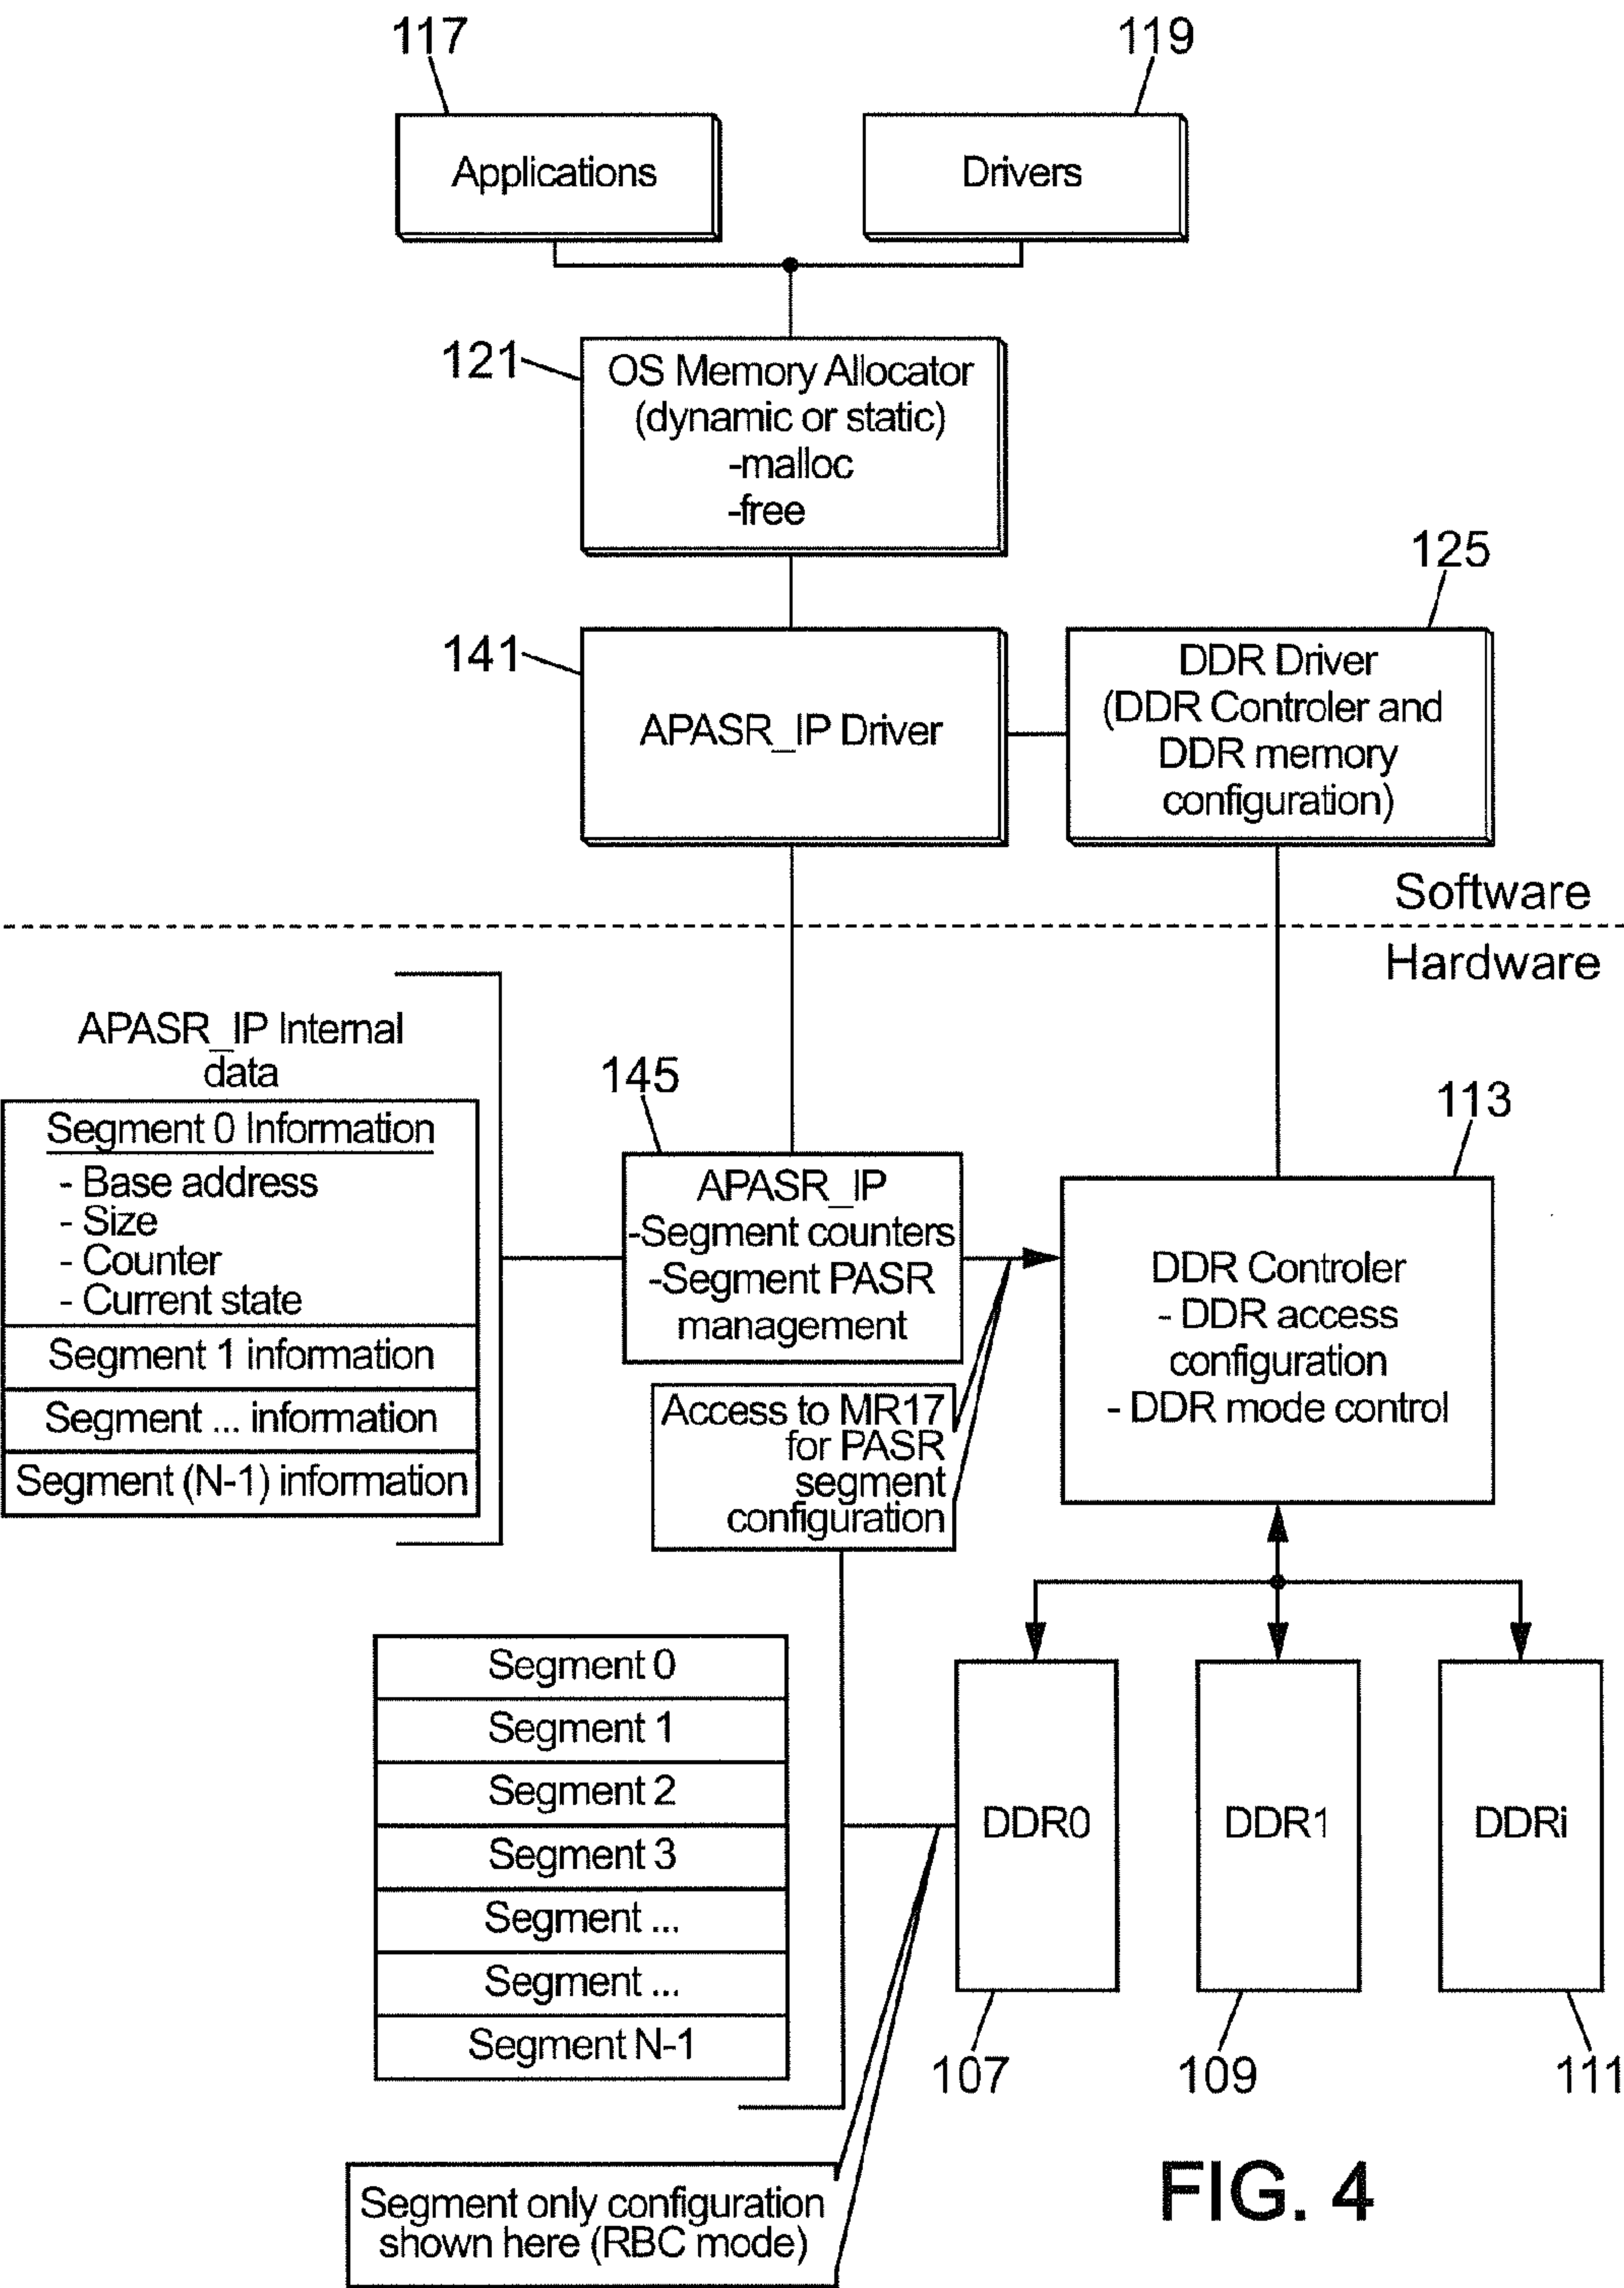 117
119
Applications
Drivers
121
OS Memory Allocator
(dynamic or static)
-malloc
-free
125
141
APASR_IP Driver
DDR Driver
(DDR Controler and
DDR memory
configuration)
Software
Hardware
APASR_IP Internal
data
Segment 0 Information
- Base address
- Size
- Counter
- Current state
Segment 1 information
Segment ... information
Segment (N-1) information
145
APASR_IP
-Segment counters
-Segment PASR
management
113
DDR Controler
- DDR access
configuration
- DDR mode control
Access to MR17
for PASR
segment
configuration
Segment 0
Segment 1
Segment 2
Segment 3
Segment ...
Segment ...
Segment N-1
DDR0
DDR1
DDRi
107
109
111
Segment only configuration
shown here (RBC mode)
FIG. 4